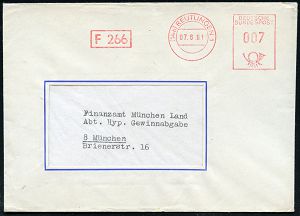 F 266
REUTLINGEN 1
07.6 61
DEUTSCHE
BUNDESPOST
007
Finanzamt München Land
Abt. Hyp. Gewinnabgabe
8 München
Brienerstr. 16